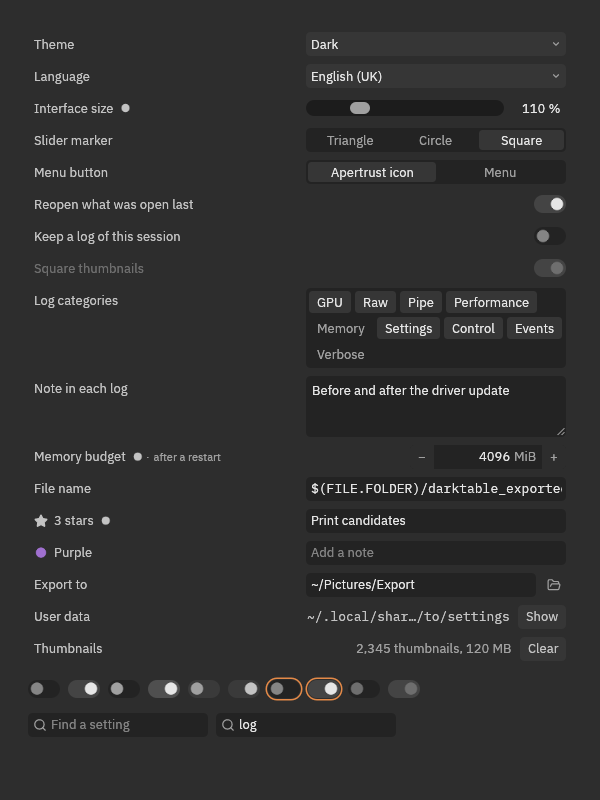 Theme Dark
Language English (UK)
Interface size 110 %
Slider marker Triangle Circle Square
Menu button Apertrust icon Menu
Reopen what was open last
Keep a log of this session
Square thumbnails
Log categories GPU Raw Pipe Performance
Memory Settings Control Events
Verbose
Note in each log Before and after the driver update
Memory budget · after a restart − 4096 MiB +
File name $(FILE.FOLDER)/darktable_exported
3 stars Print candidates
Purple Add a note
Export to ~/Pictures/Export
User data ~/.local/shar…/to/settings Show
Thumbnails 2,345 thumbnails, 120 MB Clear
Find a setting log